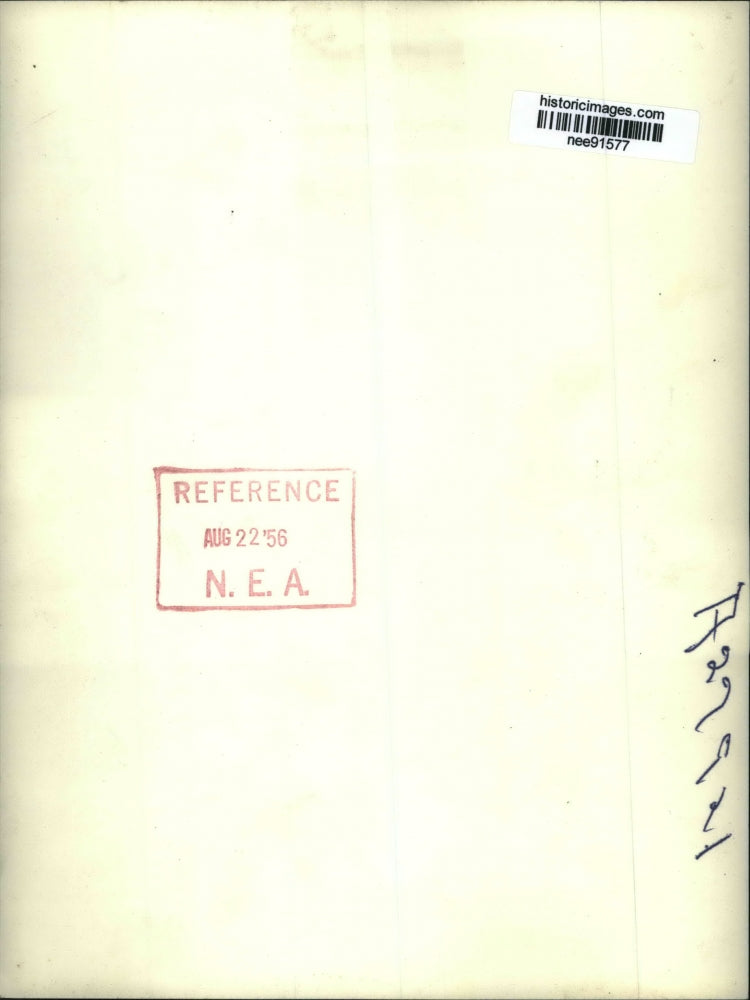 historicimages.com
nee91577
REFERENCE
AUG 22 '56
N. E. A.